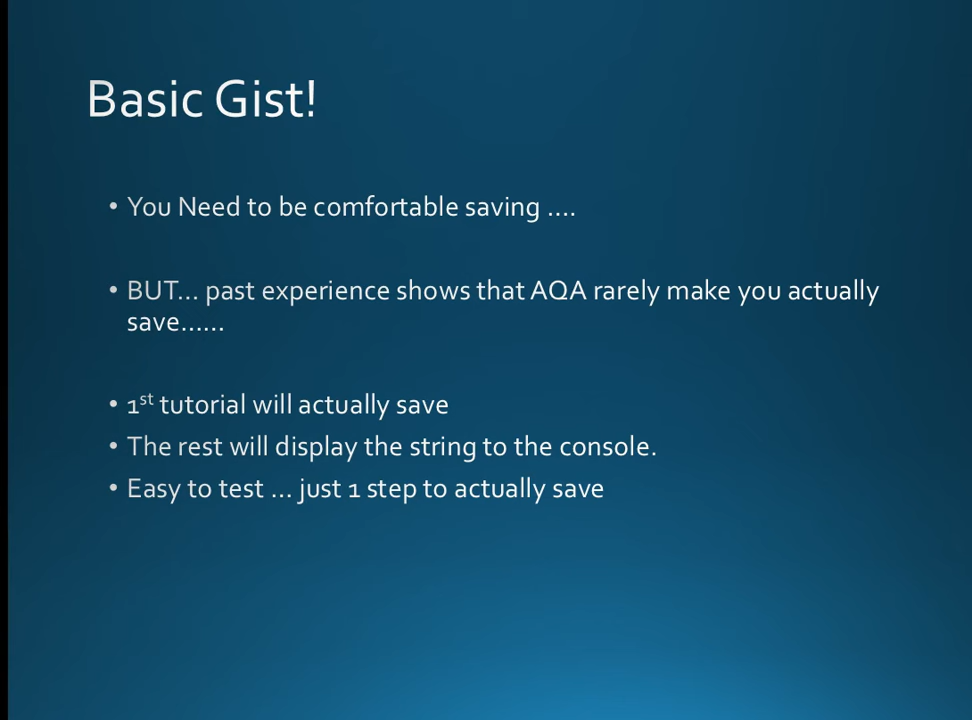 Basic Gist!
• You Need to be comfortable saving ....
• BUT... past experience shows that AQA rarely make you actually
save......
• 1st tutorial will actually save
• The rest will display the string to the console.
• Easy to test ... just 1 step to actually save